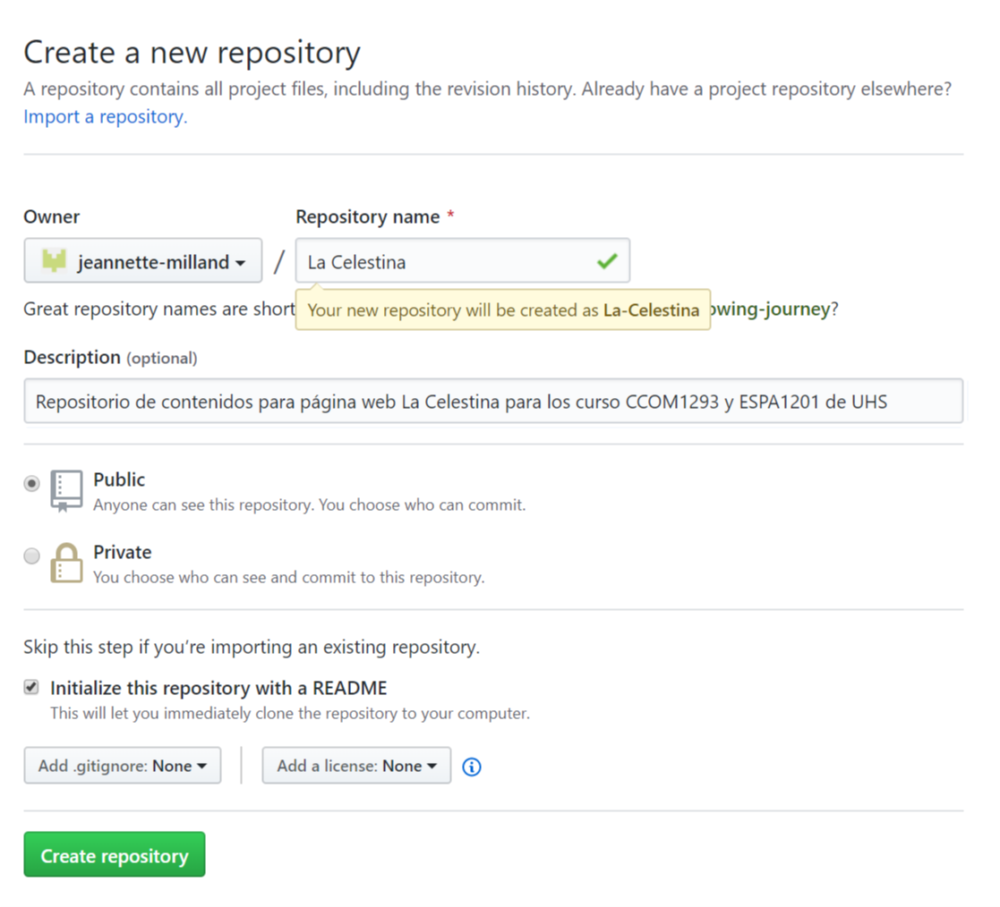 Create a new repository
A repository contains all project files, including the revision history. Already have a project repository elsewhere?
Import a repository.
Owner
Repository name *
jeannette-milland
/
La Celestina
Great repository names are short
Your new repository will be created as La-Celestina
owing-journey?
Description (optional)
Repositorio de contenidos para página web La Celestina para los curso CCOM1293 y ESPA1201 de UHS
Public
Anyone can see this repository. You choose who can commit.
Private
You choose who can see and commit to this repository.
Skip this step if you’re importing an existing repository.
Initialize this repository with a README
This will let you immediately clone the repository to your computer.
Add .gitignore: None
Add a license: None
Create repository